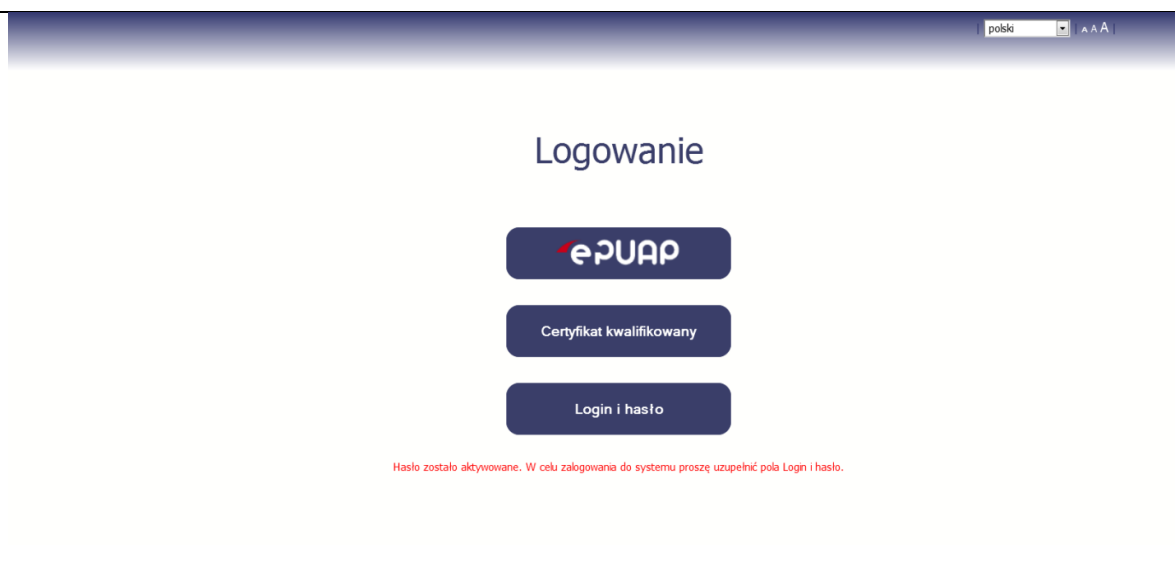 polski
A A A
Logowanie
ePUAP
Certyfikat kwalifikowany
Login i hasło
Hasło zostało aktywowane. W celu zalogowania do systemu proszę uzupełnić pola Login i hasło.